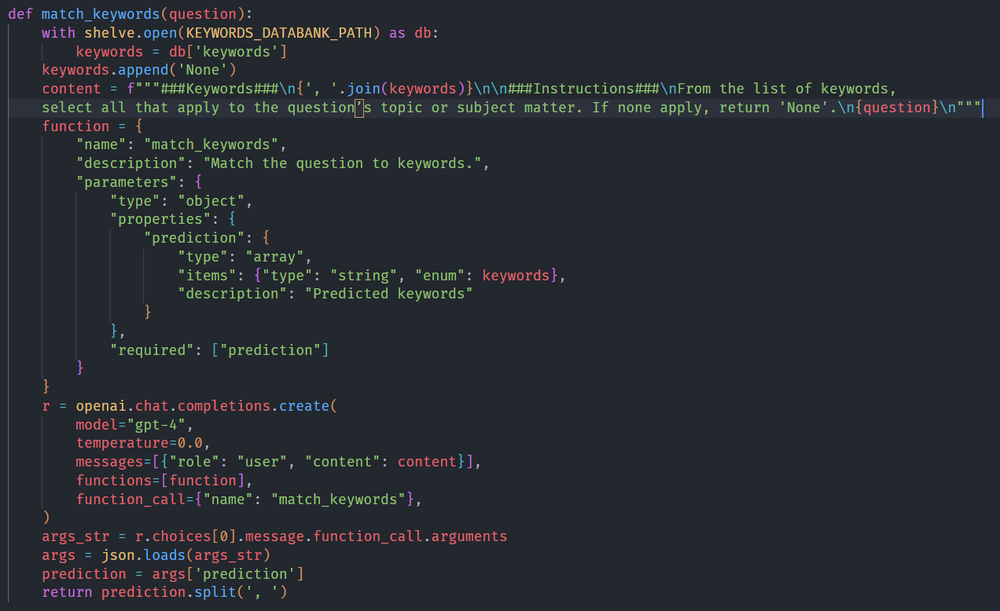 def match_keywords(question):
    with shelve.open(KEYWORDS_DATABANK_PATH) as db:
        keywords = db['keywords']
    keywords.append('None')
    content = f"""###Keywords###\n{', '.join(keywords)}\n\n###Instructions###\nFrom the list of keywords,
    select all that apply to the question’s topic or subject matter. If none apply, return 'None'.\n{question}\n"""
    function = {
        "name": "match_keywords",
        "description": "Match the question to keywords.",
        "parameters": {
            "type": "object",
            "properties": {
                "prediction": {
                    "type": "array",
                    "items": {"type": "string", "enum": keywords},
                    "description": "Predicted keywords"
                }
            },
            "required": ["prediction"]
        }
    }
    r = openai.chat.completions.create(
        model="gpt-4",
        temperature=0.0,
        messages=[{"role": "user", "content": content}],
        functions=[function],
        function_call={"name": "match_keywords"},
    )
    args_str = r.choices[0].message.function_call.arguments
    args = json.loads(args_str)
    prediction = args['prediction']
    return prediction.split(', ')